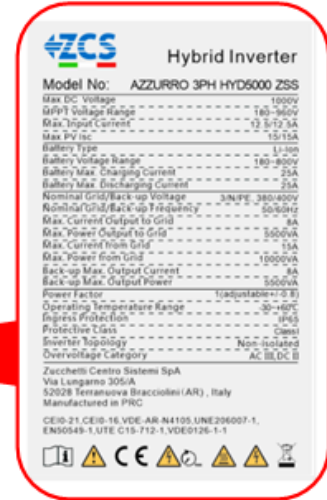 ZCS
Hybrid Inverter
Model No: AZZURRO 3PH HYD5000 ZSS
Max.DC Voltage 1000V
MPPT Voltage Range 180~960V
Max. Input Current 12.5/12.5A
Max. PV Isc 15/15A
Battery Type Li-Ion
Battery Voltage Range 180~800V
Battery Max. Charging Current 25A
Battery Max. Discharging Current 25A
Nominal Grid/Back-up Voltage 3/N/PE, 380/400V
Nominal Grid/Back-up Frequency 50/60Hz
Max. Current Output to Grid 8A
Max. Power Output to Grid 5500VA
Max. Current from Grid 15A
Max. Power from Grid 10000VA
Back-up Max. Output Current 8A
Back-up Max. Output Power 5500VA
Power Factor 1(adjustable+/-0.8)
Operating Temperature Range -30~+60℃
Ingress Protection IP65
Protective Class ClassI
Inverter Topology Non-isolated
Overvoltage Category AC III,DC II
Zucchetti Centro Sistemi SpA
Via Lungarno 305/A
52028 Terranuova Bracciolini(AR) , Italy
Manufactured in PRC
CEI0-21,CEI0-16,VDE-AR-N4105,UNE206007-1,
EN50549-1,UTE C15-712-1,VDE0126-1-1
CE